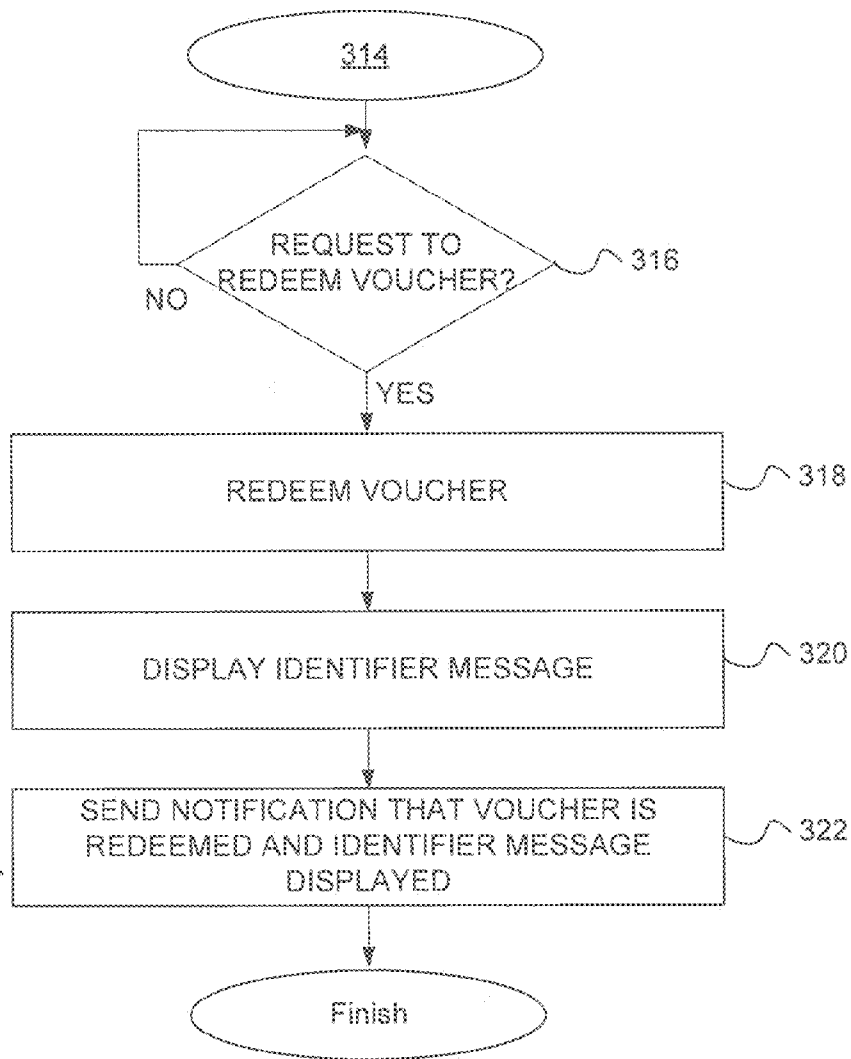 314
REQUEST TO
REDEEM VOUCHER?
316
NO
YES
REDEEM VOUCHER
318
DISPLAY IDENTIFIER MESSAGE
320
SEND NOTIFICATION THAT VOUCHER IS
REDEEMED AND IDENTIFIER MESSAGE
DISPLAYED
322
Finish